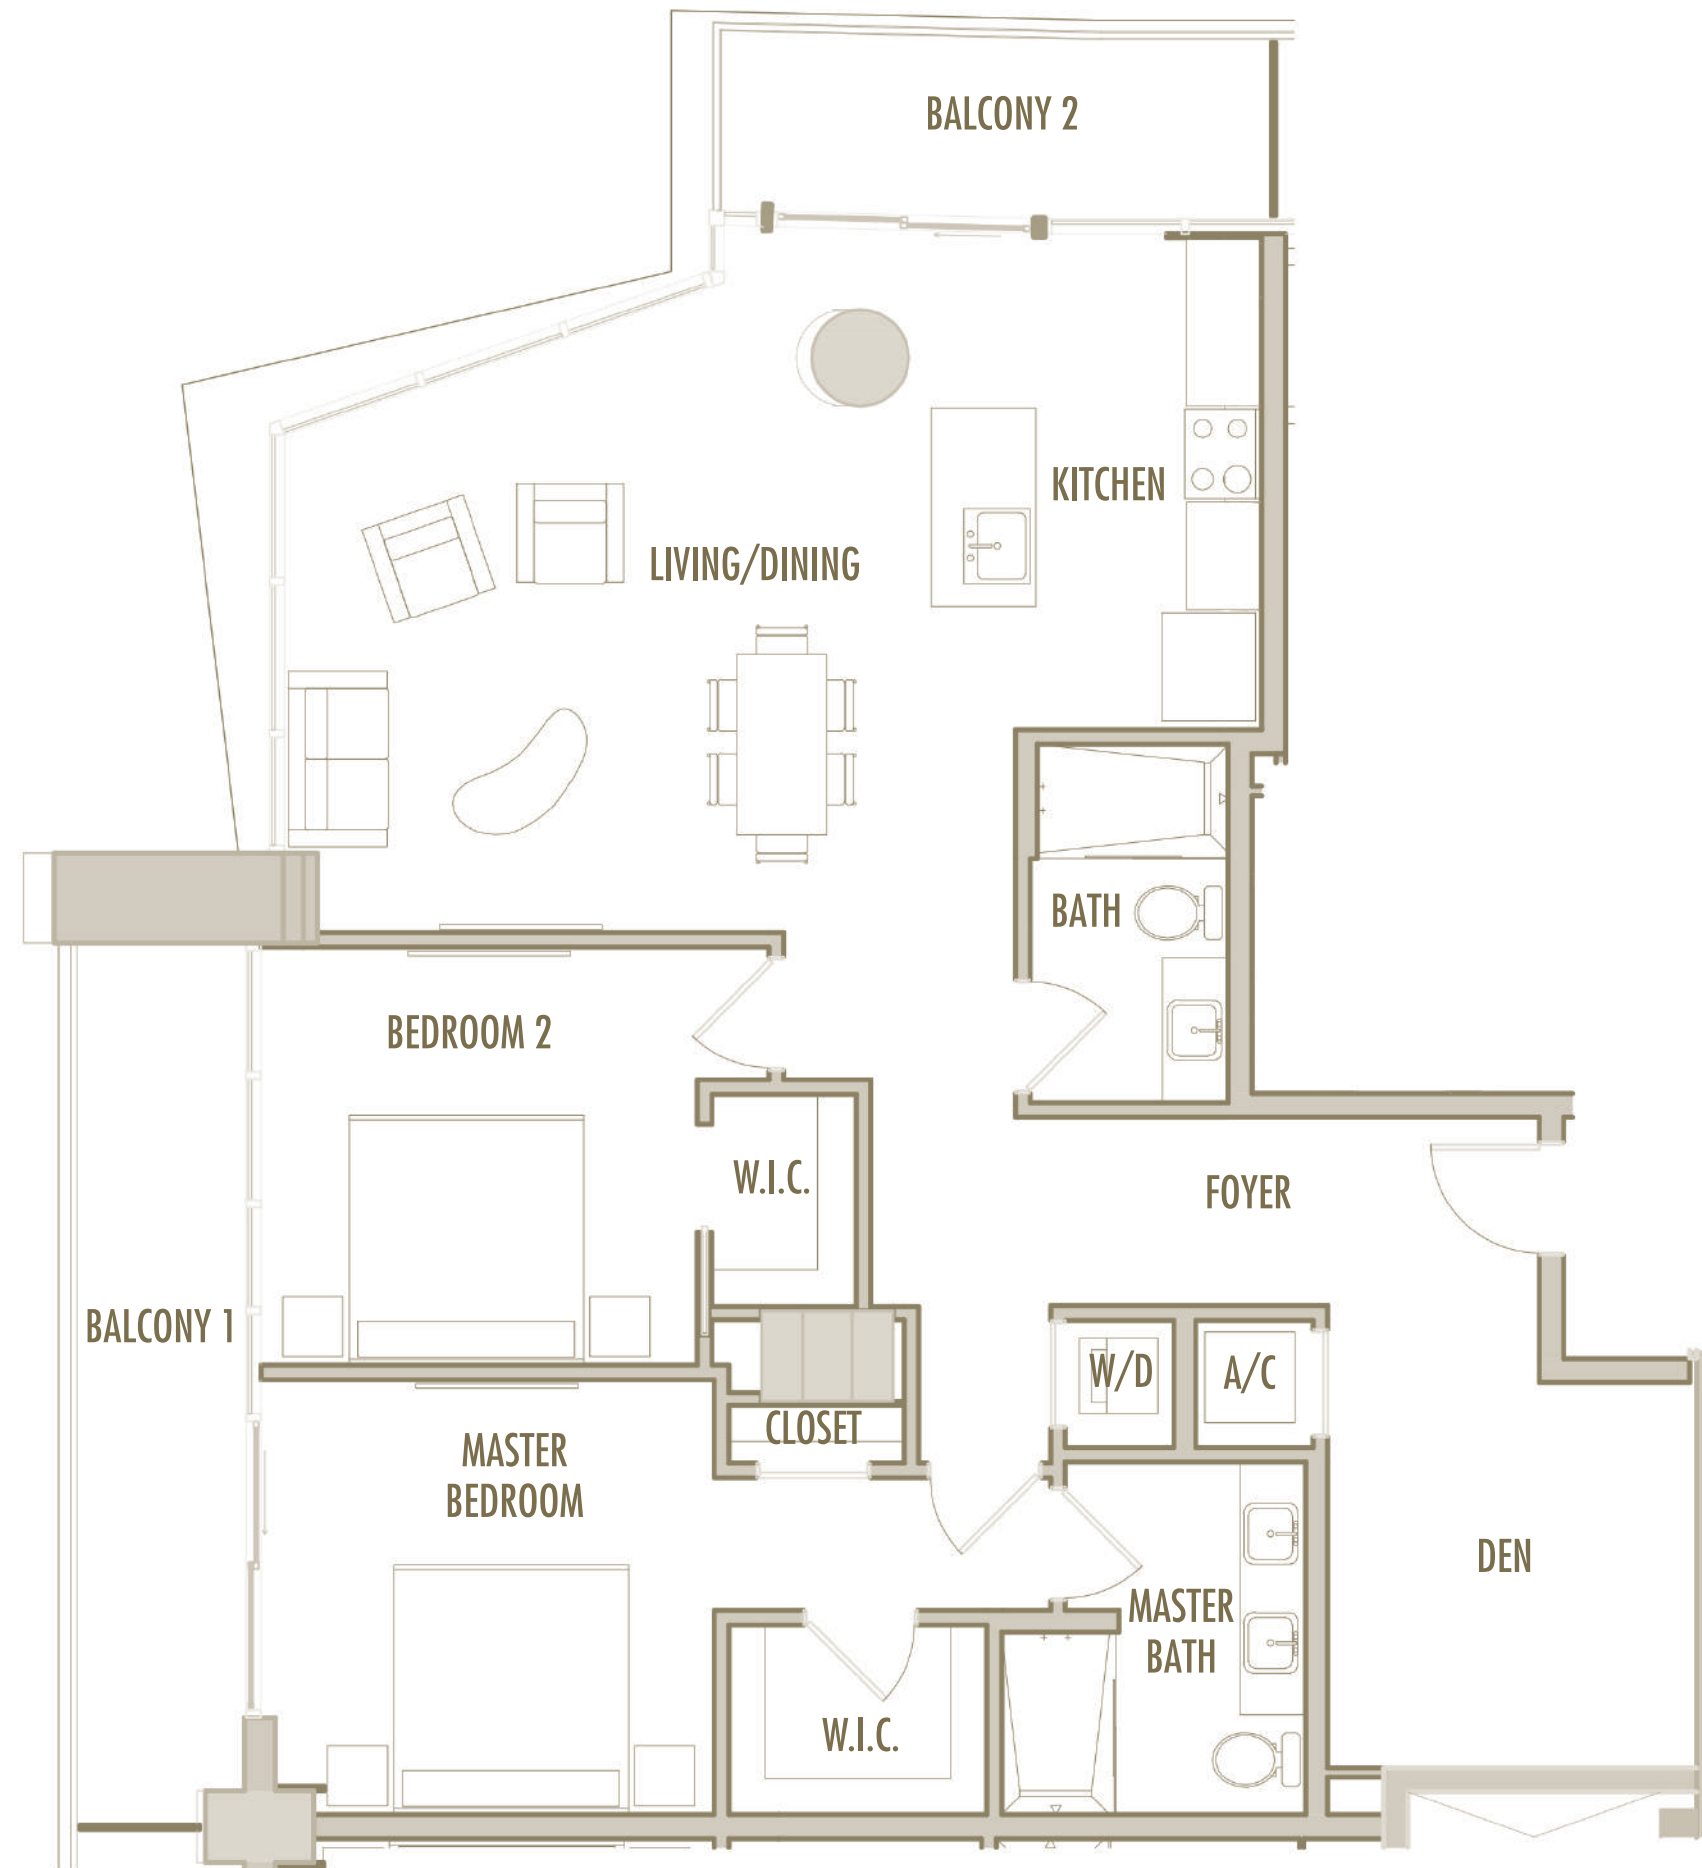 BALCONY 2
KITCHEN
LIVING/DINING
BATH
BEDROOM 2
W.I.C.
FOYER
BALCONY 1
W/D
A/C
CLOSET
MASTER
BEDROOM
DEN
MASTER
BATH
W.I.C.